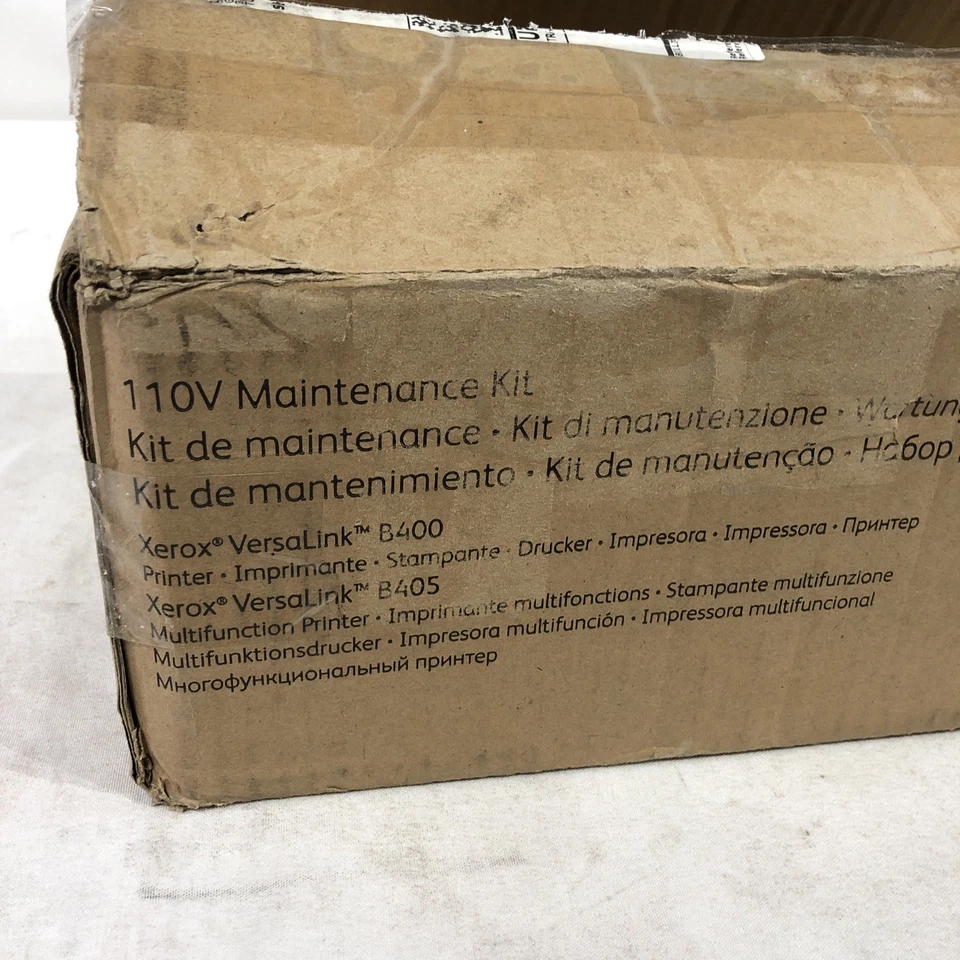 110V Maintenance Kit
Kit de maintenance · Kit di manutenzione · Wartung
Kit de mantenimiento · Kit de manutenção · Набор
Xerox® VersaLink™ B400
Printer · Imprimante · Stampante · Drucker · Impresora · Impressora · Принтер
Xerox® VersaLink™ B405
Multifunction Printer · Imprimante multifonctions · Stampante multifunzione
Multifunktionsdrucker · Impresora multifunción · Impressora multifuncional
Многофункциональный принтер